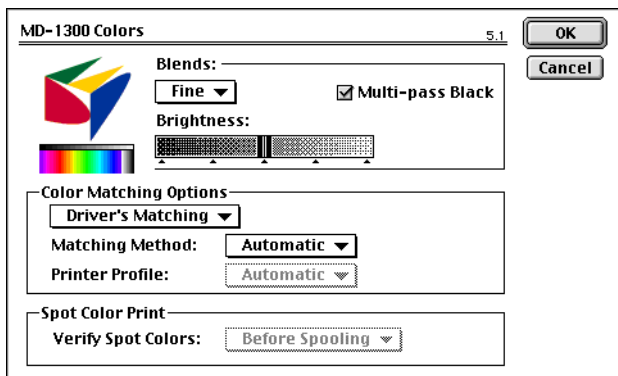 MD-1300 Colors
5.1
OK
Cancel
Blends:
Fine
Multi-pass Black
Brightness:
Color Matching Options
Driver's Matching
Matching Method: Automatic
Printer Profile: Automatic
Spot Color Print
Verify Spot Colors: Before Spooling